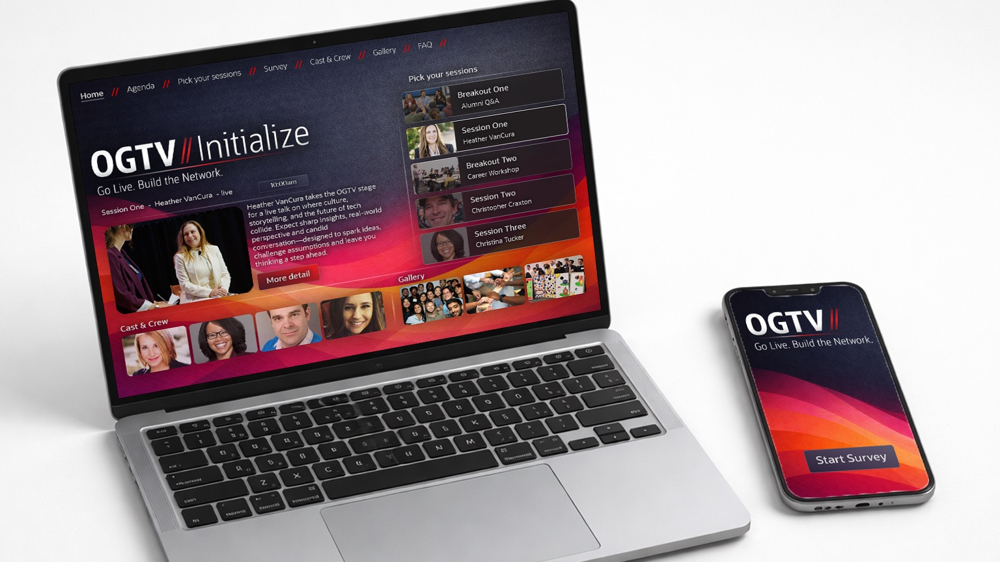 Home // Agenda // Pick your sessions // Survey // Cast & Crew // Gallery // FAQ //
OGTV // Initialize
Go Live. Build the Network.
Session One - Heather VanCura - live
10:00am
Heather VanCura takes the OGTV stage
for a live talk on where culture,
storytelling, and the future of tech
collide. Expect sharp insights, real-world
perspective and candid
conversation—designed to spark ideas,
challenge assumptions and leave you
thinking a step ahead.
More detail
Pick your sessions
Breakout One
Alumni Q&A
Session One
Heather VanCura
Breakout Two
Career Workshop
Session Two
Christopher Craxton
Session Three
Christina Tucker
Cast & Crew
Gallery
OGTV //
Go Live. Build the Network.
Start Survey
Z X C
N M